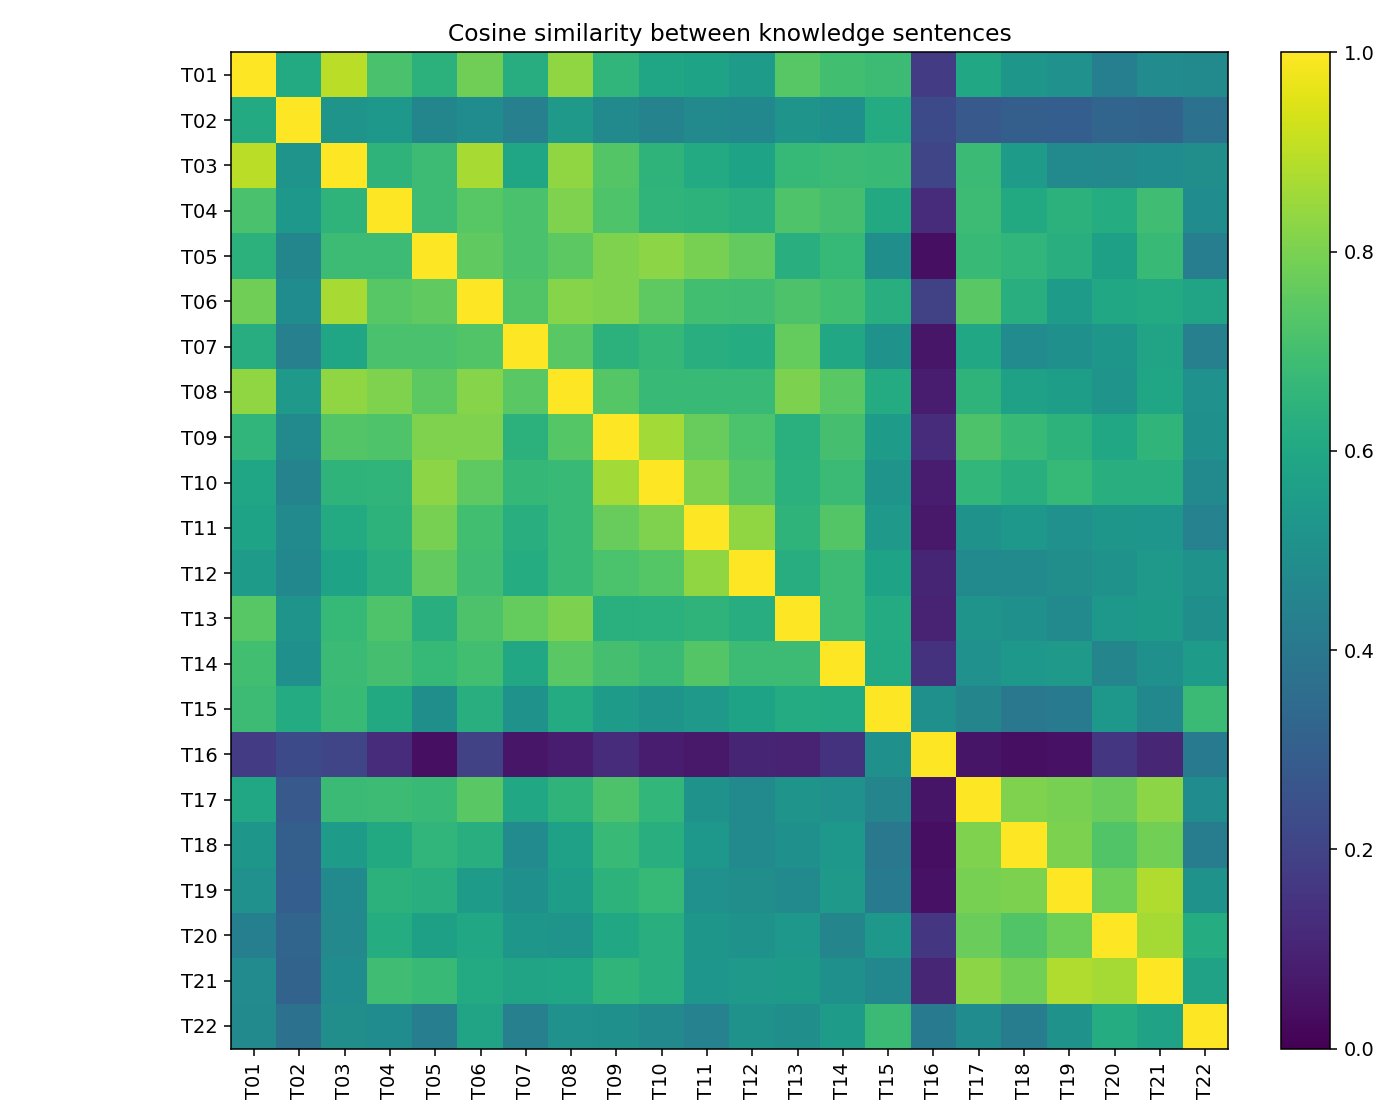 Cosine similarity between knowledge sentences
T01
T02
T03
T04
T05
T06
T07
T08
T09
T10
T11
T12
T13
T14
T15
T16
T17
T18
T19
T20
T21
T22
T01 T02 T03 T04 T05 T06 T07 T08 T09 T10 T11 T12 T13 T14 T15 T16 T17 T18 T19 T20 T21 T22
1.0
0.8
0.6
0.4
0.2
0.0